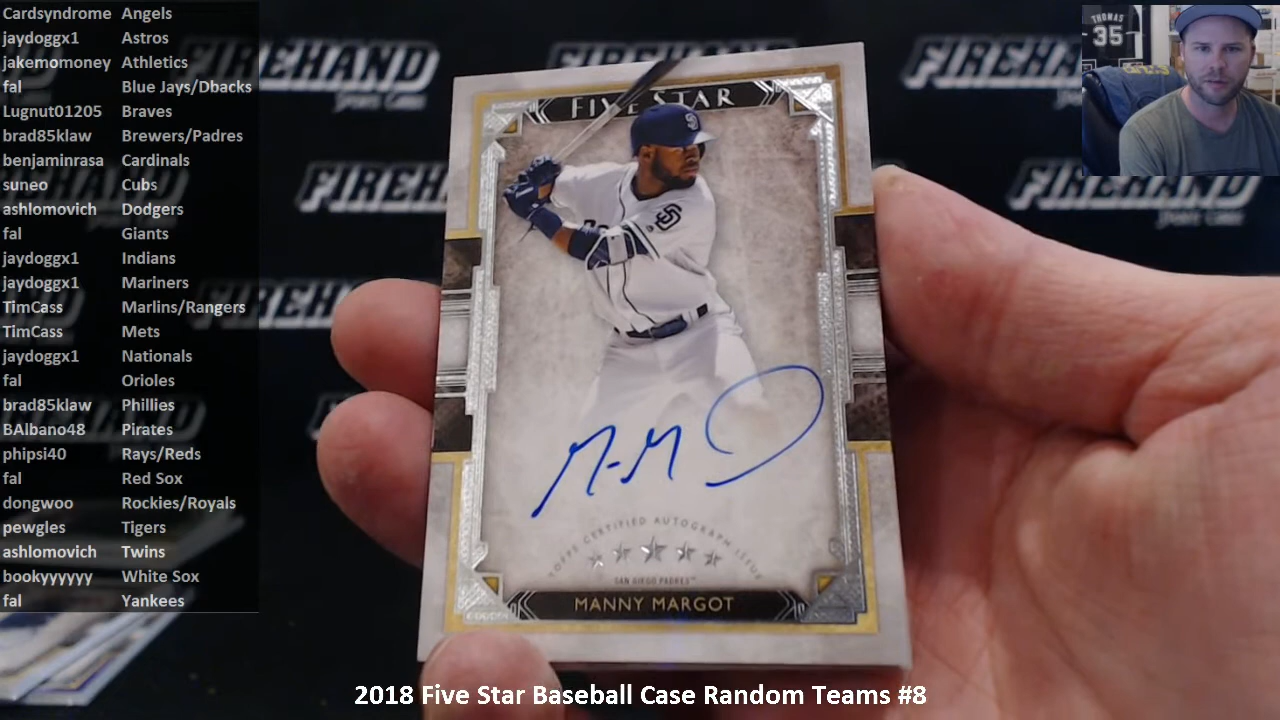 Cardsyndrome Angels
jaydoggx1 Astros
jakemomoney Athletics
fal Blue Jays/Dbacks
Lugnut01205 Braves
brad85klaw Brewers/Padres
benjaminrasa Cardinals
suneo Cubs
ashlomovich Dodgers
fal Giants
jaydoggx1 Indians
jaydoggx1 Mariners
TimCass Marlins/Rangers
TimCass Mets
jaydoggx1 Nationals
fal Orioles
brad85klaw Phillies
BAlbano48 Pirates
phipsi40 Rays/Reds
fal Red Sox
dongwoo Rockies/Royals
pewgles Tigers
ashlomovich Twins
bookyyyyyy White Sox
fal Yankees
FIREHAND
FIREHAND
THOMAS
35
FIVE STAR
SD
TOPPS CERTIFIED AUTOGRAPH ISSUE
SAN DIEGO PADRES™
MANNY MARGOT
2018 Five Star Baseball Case Random Teams #8